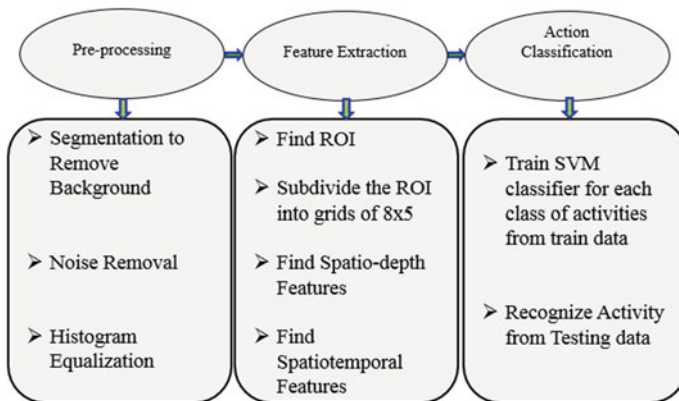 Pre-processing
Feature Extraction
Action
Classification
➢ Segmentation to
Remove
Background
➢ Noise Removal
➢ Histogram
Equalization
➢ Find ROI
➢ Subdivide the ROI
into grids of 8x5
➢ Find Spatio-depth
Features
➢ Find
Spatiotemporal
Features
➢ Train SVM
classifier for each
class of activities
from train data
➢ Recognize Activity
from Testing data